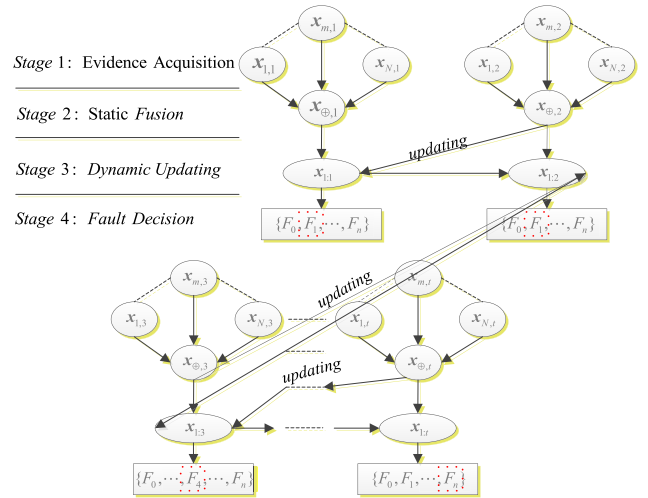 Stage 1: Evidence Acquisition
Stage 2: Static Fusion
Stage 3: Dynamic Updating
Stage 4: Fault Decision
x_{m,1}
x_{1,1} x_{N,1}
x_{⊕,1}
x_{1:1}
{F_0, F_1, ⋯, F_n}
x_{m,2}
x_{1,2} x_{N,2}
x_{⊕,2}
updating
x_{1:2}
{F_0, F_1, ⋯, F_n}
x_{m,3}
x_{1,3} x_{N,3}
x_{⊕,3}
updating
x_{1:3}
{F_0, ⋯, F_4, ⋯, F_n}
x_{m,t}
x_{1,t} x_{N,t}
x_{⊕,t}
updating
x_{1:t}
{F_0, F_1, ⋯, F_n}